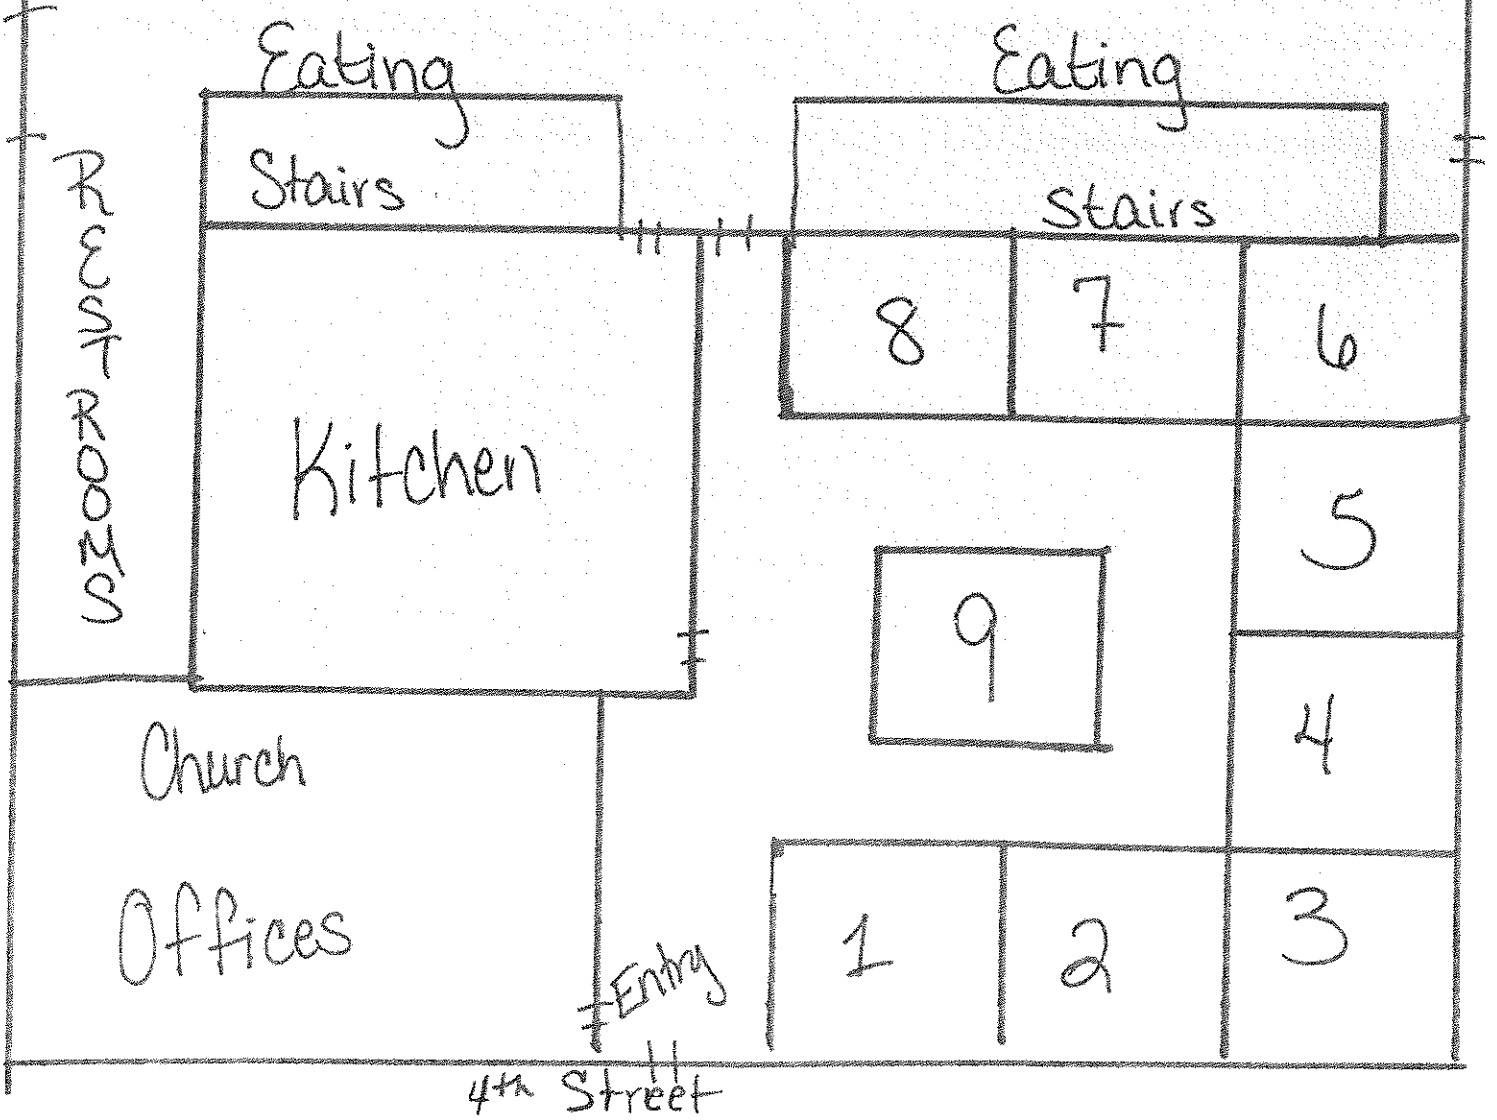 Eating
Eating
Stairs
Stairs
RESTROOMS
8
7
6
Kitchen
5
9
4
Church
Offices
1
2
3
Entry
4th Street